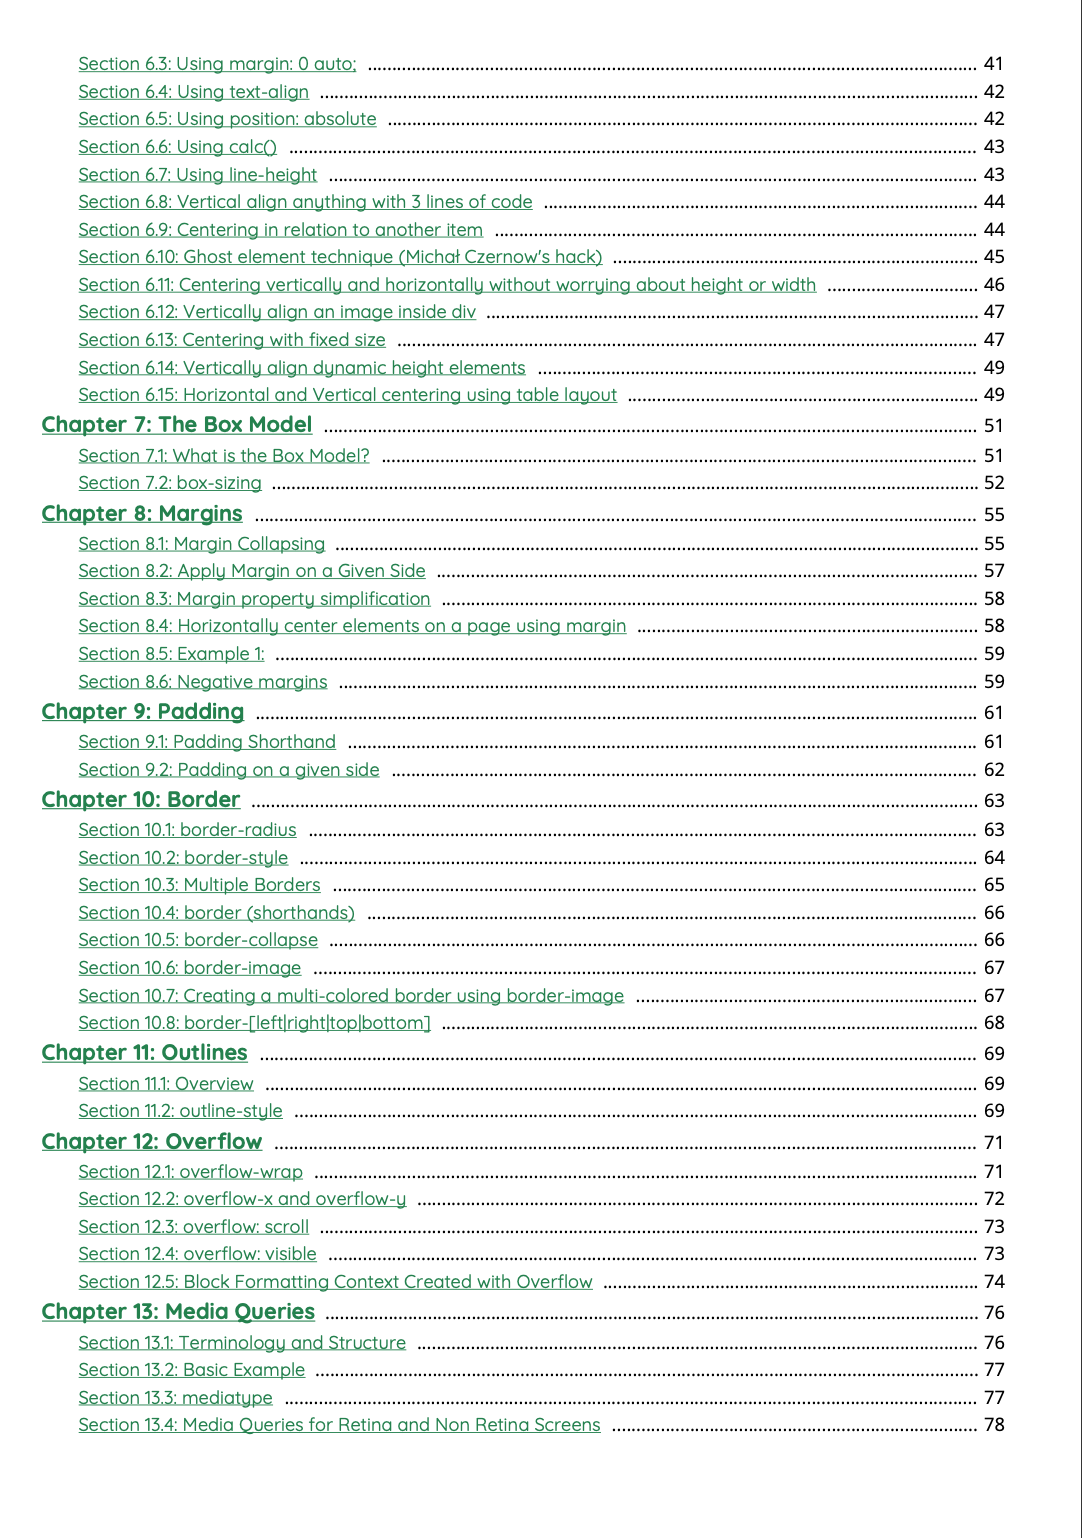 Section 6.3: Using margin: 0 auto; ........................................ 41
Section 6.4: Using text-align ........................................ 42
Section 6.5: Using position: absolute ........................................ 42
Section 6.6: Using calc() ........................................ 43
Section 6.7: Using line-height ........................................ 43
Section 6.8: Vertical align anything with 3 lines of code ........................................ 44
Section 6.9: Centering in relation to another item ........................................ 44
Section 6.10: Ghost element technique (Michał Czernow's hack) ........................................ 45
Section 6.11: Centering vertically and horizontally without worrying about height or width ........................................ 46
Section 6.12: Vertically align an image inside div ........................................ 47
Section 6.13: Centering with fixed size ........................................ 47
Section 6.14: Vertically align dynamic height elements ........................................ 49
Section 6.15: Horizontal and Vertical centering using table layout ........................................ 49
Chapter 7: The Box Model ........................................ 51
Section 7.1: What is the Box Model? ........................................ 51
Section 7.2: box-sizing ........................................ 52
Chapter 8: Margins ........................................ 55
Section 8.1: Margin Collapsing ........................................ 55
Section 8.2: Apply Margin on a Given Side ........................................ 57
Section 8.3: Margin property simplification ........................................ 58
Section 8.4: Horizontally center elements on a page using margin ........................................ 58
Section 8.5: Example 1: ........................................ 59
Section 8.6: Negative margins ........................................ 59
Chapter 9: Padding ........................................ 61
Section 9.1: Padding Shorthand ........................................ 61
Section 9.2: Padding on a given side ........................................ 62
Chapter 10: Border ........................................ 63
Section 10.1: border-radius ........................................ 63
Section 10.2: border-style ........................................ 64
Section 10.3: Multiple Borders ........................................ 65
Section 10.4: border (shorthands) ........................................ 66
Section 10.5: border-collapse ........................................ 66
Section 10.6: border-image ........................................ 67
Section 10.7: Creating a multi-colored border using border-image ........................................ 67
Section 10.8: border-[left|right|top|bottom] ........................................ 68
Chapter 11: Outlines ........................................ 69
Section 11.1: Overview ........................................ 69
Section 11.2: outline-style ........................................ 69
Chapter 12: Overflow ........................................ 71
Section 12.1: overflow-wrap ........................................ 71
Section 12.2: overflow-x and overflow-y ........................................ 72
Section 12.3: overflow: scroll ........................................ 73
Section 12.4: overflow: visible ........................................ 73
Section 12.5: Block Formatting Context Created with Overflow ........................................ 74
Chapter 13: Media Queries ........................................ 76
Section 13.1: Terminology and Structure ........................................ 76
Section 13.2: Basic Example ........................................ 77
Section 13.3: mediatype ........................................ 77
Section 13.4: Media Queries for Retina and Non Retina Screens ........................................ 78